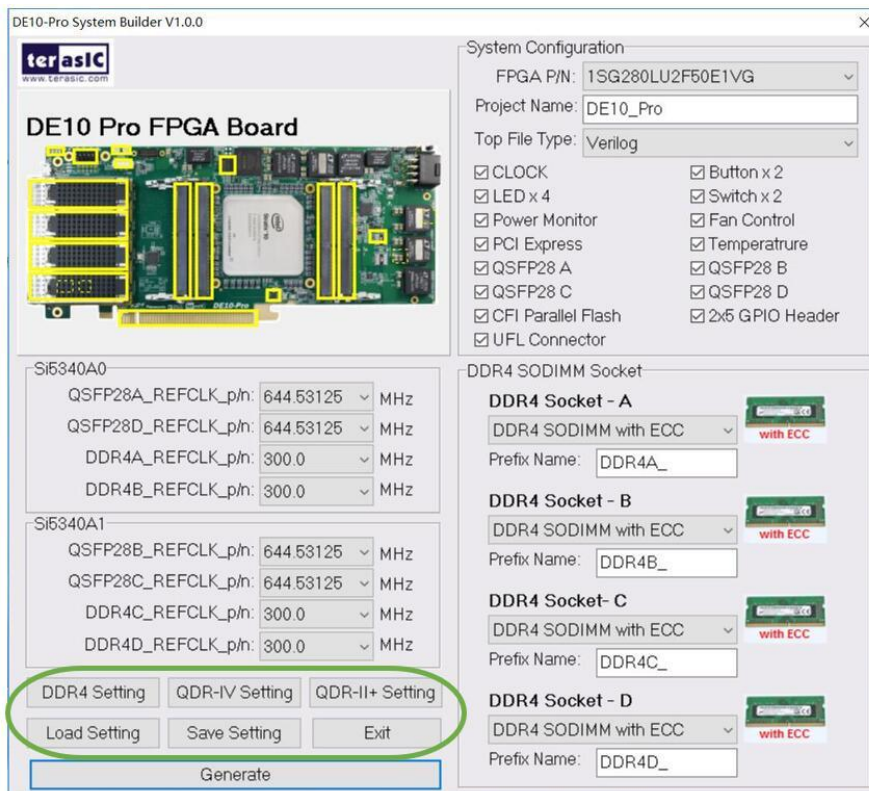 DE10-Pro System Builder V1.0.0
terasIC
www.terasic.com
DE10 Pro FPGA Board
DE10-Pro
System Configuration
FPGA P/N: 1SG280LU2F50E1VG
Project Name: DE10_Pro
Top File Type: Verilog
CLOCK Button x 2
LED x 4 Switch x 2
Power Monitor Fan Control
PCI Express Temperatrure
QSFP28 A QSFP28 B
QSFP28 C QSFP28 D
CFI Parallel Flash 2x5 GPIO Header
UFL Connector
Si5340A0
QSFP28A_REFCLK_p/n: 644.53125 MHz
QSFP28D_REFCLK_p/n: 644.53125 MHz
DDR4A_REFCLK_p/n: 300.0 MHz
DDR4B_REFCLK_p/n: 300.0 MHz
Si5340A1
QSFP28B_REFCLK_p/n: 644.53125 MHz
QSFP28C_REFCLK_p/n: 644.53125 MHz
DDR4C_REFCLK_p/n: 300.0 MHz
DDR4D_REFCLK_p/n: 300.0 MHz
DDR4 Setting QDR-IV Setting QDR-II+ Setting
Load Setting Save Setting Exit
Generate
DDR4 SODIMM Socket
DDR4 Socket - A
DDR4 SODIMM with ECC
with ECC
Prefix Name: DDR4A_
DDR4 Socket - B
DDR4 SODIMM with ECC
with ECC
Prefix Name: DDR4B_
DDR4 Socket- C
DDR4 SODIMM with ECC
with ECC
Prefix Name: DDR4C_
DDR4 Socket - D
DDR4 SODIMM with ECC
with ECC
Prefix Name: DDR4D_